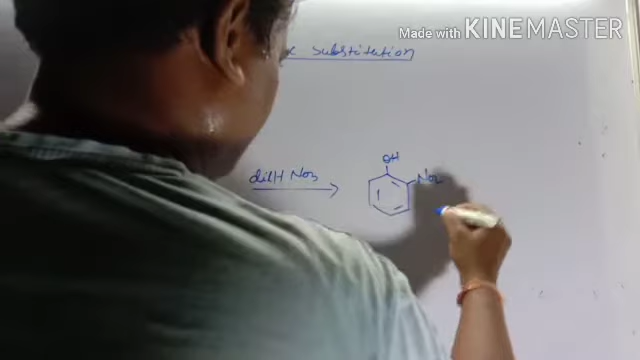 Made with KINEMASTER
substitution
OH
dil H NO3
NO2